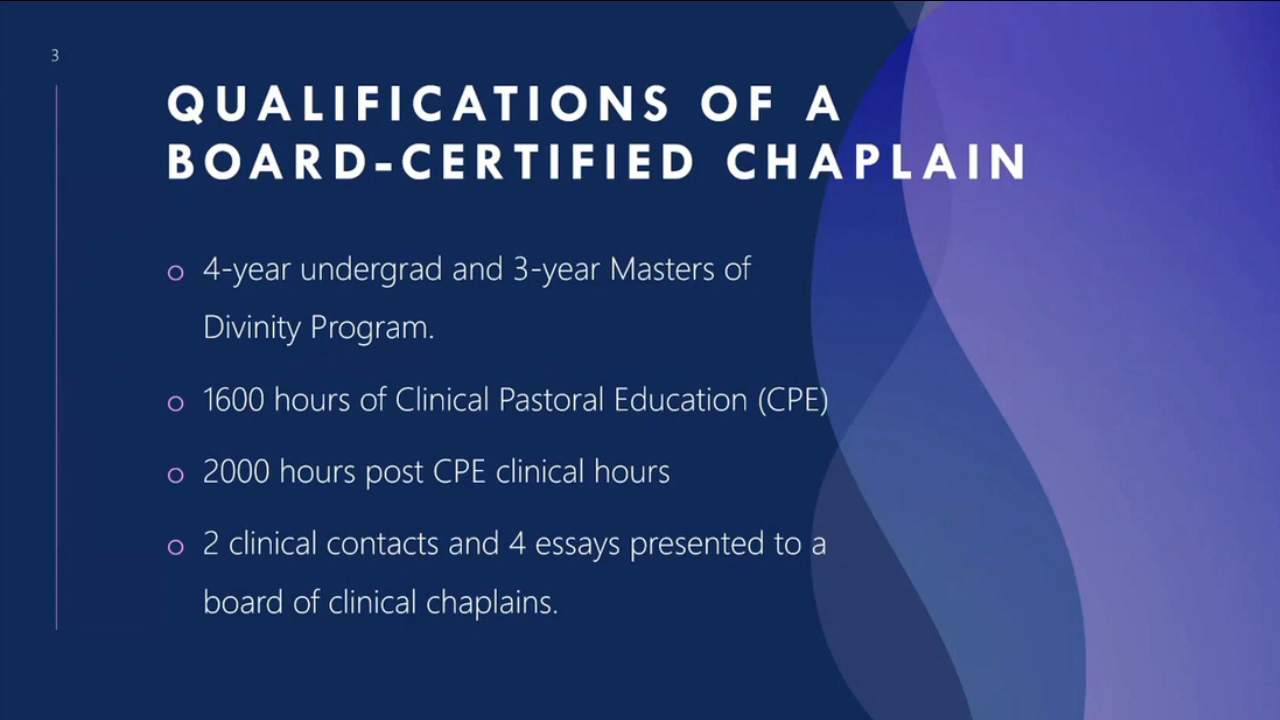 3
QUALIFICATIONS OF A
BOARD-CERTIFIED CHAPLAIN
o 4-year undergrad and 3-year Masters of
Divinity Program.
o 1600 hours of Clinical Pastoral Education (CPE)
o 2000 hours post CPE clinical hours
o 2 clinical contacts and 4 essays presented to a
board of clinical chaplains.